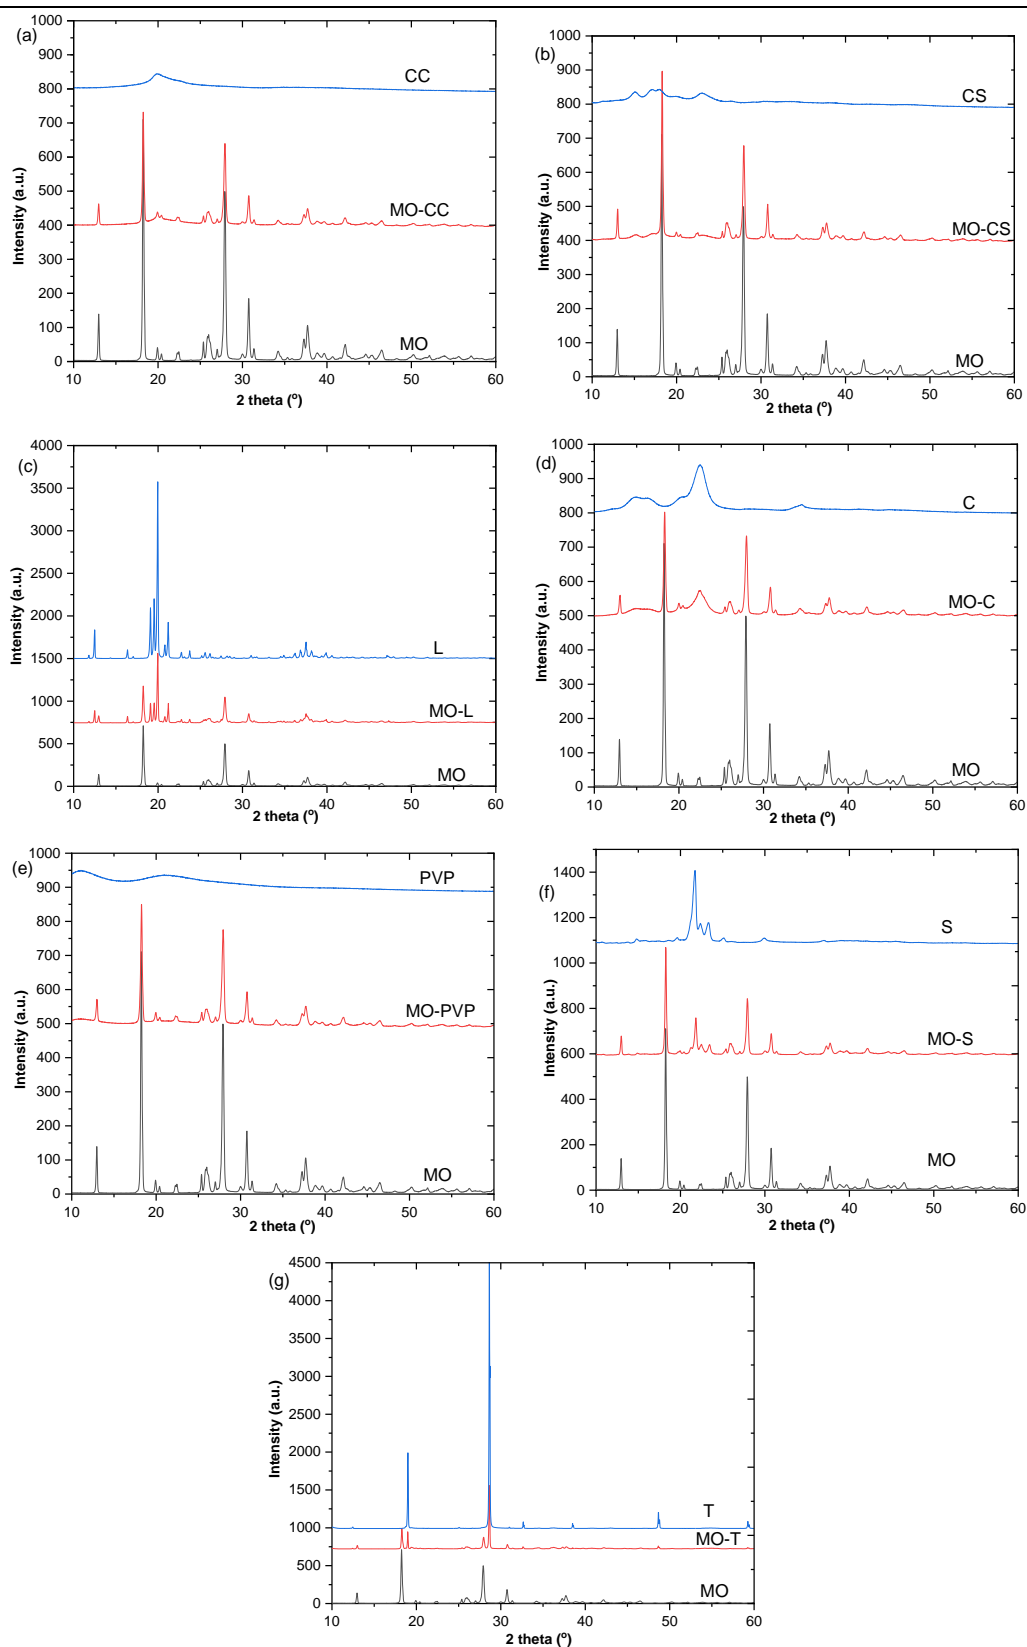 (a)
1000
900
800
700
600
500
400
300
200
100
0
CC
MO-CC
MO
Intensity (a.u.)
10 20 30 40 50 60
2 theta (°)
(b)
1000
900
800
700
600
500
400
300
200
100
0
CS
MO-CS
MO
Intensity (a.u.)
10 20 30 40 50 60
2 theta (°)
(c)
4000
3500
3000
2500
2000
1500
1000
500
0
L
MO-L
MO
Intensity (a.u.)
10 20 30 40 50 60
2 theta (°)
(d)
1000
900
800
700
600
500
400
300
200
100
0
C
MO-C
MO
Intensity (a.u.)
10 20 30 40 50 60
2 theta (°)
(e)
1000
900
800
700
600
500
400
300
200
100
0
PVP
MO-PVP
MO
Intensity (a.u.)
10 20 30 40 50 60
2 theta (°)
(f)
1400
1200
1000
800
600
400
200
0
S
MO-S
MO
Intensity (a.u.)
10 20 30 40 50 60
2 theta (°)
(g)
4500
4000
3500
3000
2500
2000
1500
1000
500
0
T
MO-T
MO
Intensity (a.u.)
10 20 30 40 50 60
2 theta (°)